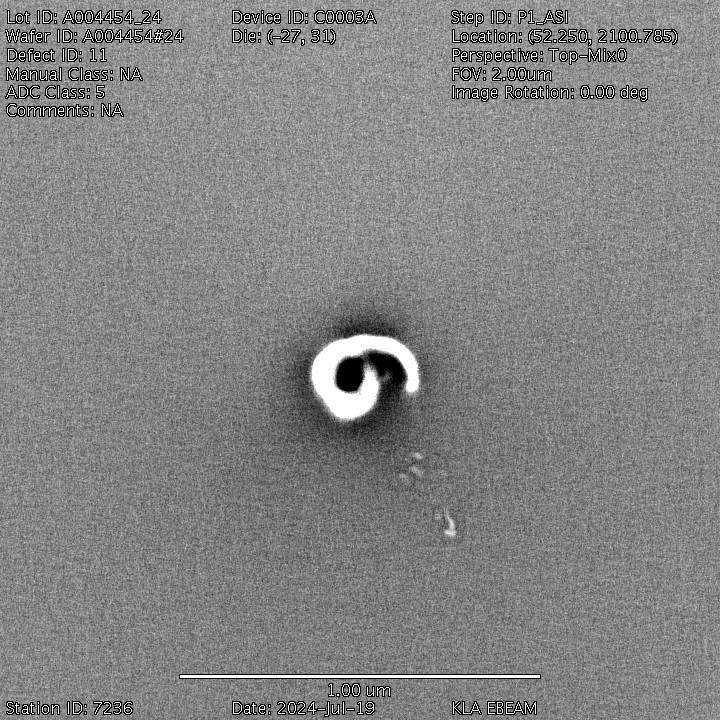 Lot ID: A004454_24 Device ID: C0003A Step ID: P1_ASI
Wafer ID: A004454#24 Die: (-27, 31) Location: (52.250, 2100.785)
Defect ID: 11 Perspective: Top-Mix0
Manual Class: NA FOV: 2.00um
ADC Class: 5 Image Rotation: 0.00 deg
Comments: NA
1.00 um
Station ID: 7236 Date: 2024-Jul-19 KLA EBEAM